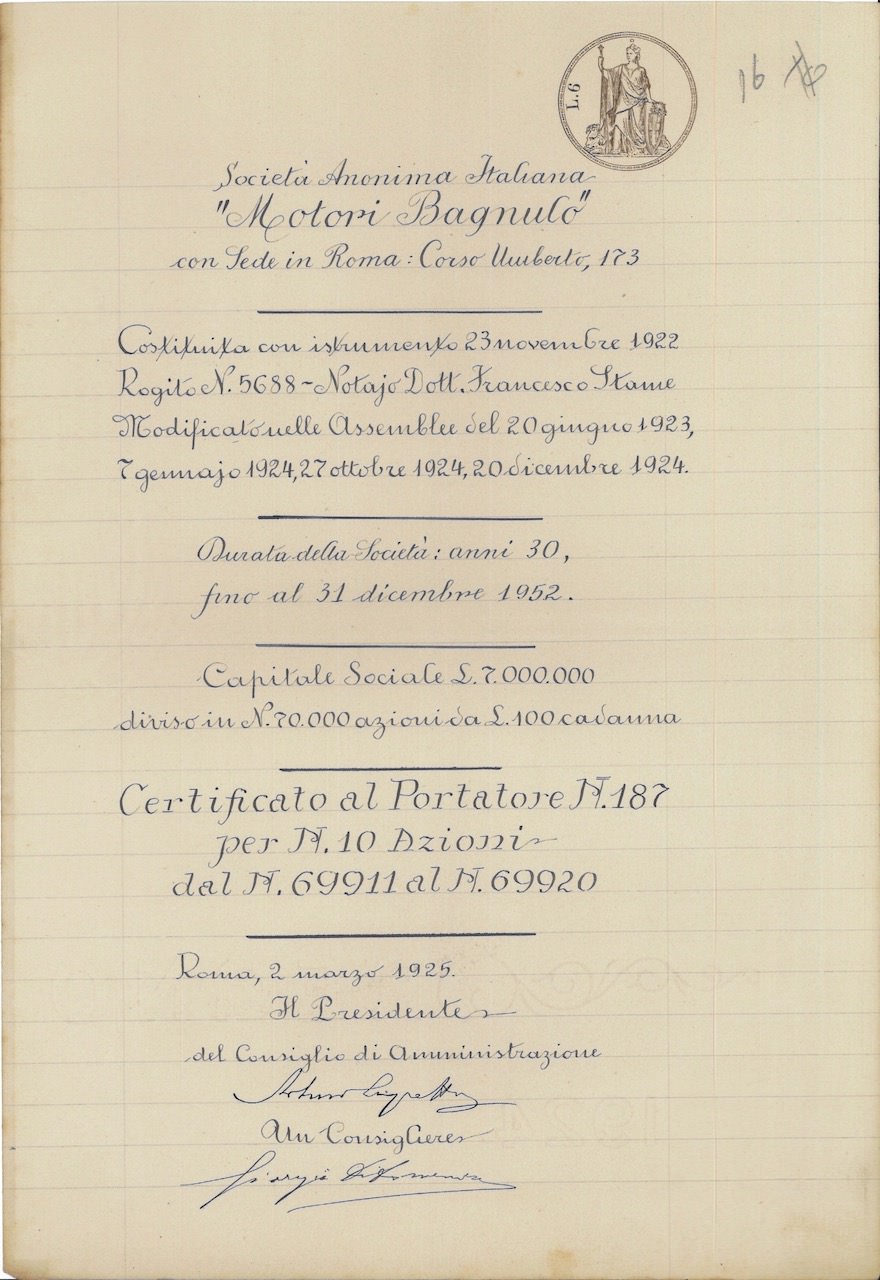 L.6
16
Società Anonima Italiana
"Motori Bagnulo"
con Sede in Roma: Corso Umberto, 173
Costituita con istrumento 23 novembre 1922
Rogito N. 5688 - Notajo Dott. Francesco Stame
Modificato nelle Assemblee del 20 giugno 1923,
7 gennajo 1924, 27 ottobre 1924, 20 dicembre 1924.
Durata della Società: anni 30,
fino al 31 dicembre 1952.
Capitale Sociale L. 7.000.000
diviso in N. 70.000 azioni da L. 100 cadauna
Certificato al Portatore N. 187
per N. 10 Azioni
dal N. 69911 al N. 69920
Roma, 2 marzo 1925.
Il Presidente
del Consiglio di Amministrazione
Arturo
Un Consigliere
Giorgio